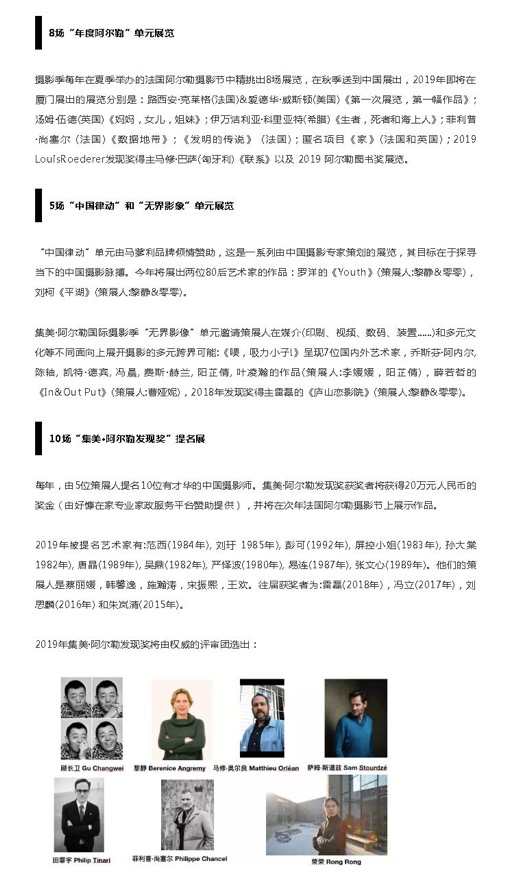 8场“年度阿尔勒”单元展览
摄影季每年在夏季举办的法国阿尔勒摄影节中精挑出8场展览，在秋季送到中国展出，2019年即将在
厦门展出的展览分别是：路西安·克莱格(法国)&爱德华·威斯顿(美国)《第一次展览，第一幅作品》；
汤姆·伍德(英国)《妈妈，女儿，姐妹》；伊万洁利亚·科里亚特(希腊)《生者，死者和海上人》；菲利普
·尚塞尔（法国）《数据地带》；《发明的传说》（法国）；匿名项目《家》（法国和英国）；2019
LouisRoederer发现奖得主马修·巴萨(匈牙利)《联系》以及 2019 阿尔勒图书奖展览。
5场“中国律动”和“无界影象”单元展览
“中国律动”单元由马爹利品牌倾情赞助，这是一系列由中国摄影专家策划的展览，其目标在于探寻
当下的中国摄影脉搏。今年将展出两位80后艺术家的作品：罗洋的《Youth》(策展人:黎静&零零)，
刘柯《平湖》(策展人:黎静&零零)。
集美·阿尔勒国际摄影季“无界影像”单元邀请策展人在媒介(印刷、视频、数码、装置......)和多元文
化等不同面向上展开摄影的多元跨界可能:《喂，吸力小子!》呈现7位国内外艺术家，乔斯芬·阿内尔,
陈轴, 凯特·德宾, 冯晨, 费斯·赫兰, 阳芷倩, 叶凌瀚的作品(策展人:李媛媛，阳芷倩)，薛若哲的
《In&Out Put》(策展人:曹娅妮)，2018年发现奖得主雷磊的《庐山恋影院》(策展人:黎静&零零)。
10场“集美·阿尔勒发现奖”提名展
每年，由5位策展人提名10位有才华的中国摄影师。集美·阿尔勒发现奖获奖者将获得20万元人民币的
奖金（由好慷在家专业家政服务平台赞助提供），并将在次年法国阿尔勒摄影节上展示作品。
2019年被提名艺术家有:范西(1984年), 刘玗 1985年), 彭可(1992年), 屏控小姐(1983年), 孙大棠
1982年), 唐晶(1989年), 吴鼎(1982年), 严怿波(1980年), 易连(1987年), 张文心(1989年)。他们的策
展人是蔡丽媛，韩馨逸，施瀚涛，宋振熙，王欢。往届获奖者为:雷磊(2018年)，冯立(2017年)，刘
思麟(2016年) 和朱岚清(2015年)。
2019年集美·阿尔勒发现奖将由权威的评审团选出：
顾长卫 Gu Changwei 黎静 Berenice Angremy 马修·奥尔良 Matthieu Orléan 萨姆·斯道兹 Sam Stourdzé
田霏宇 Philip Tinari 菲利普·尚塞尔 Philippe Chancel 荣荣 Rong Rong